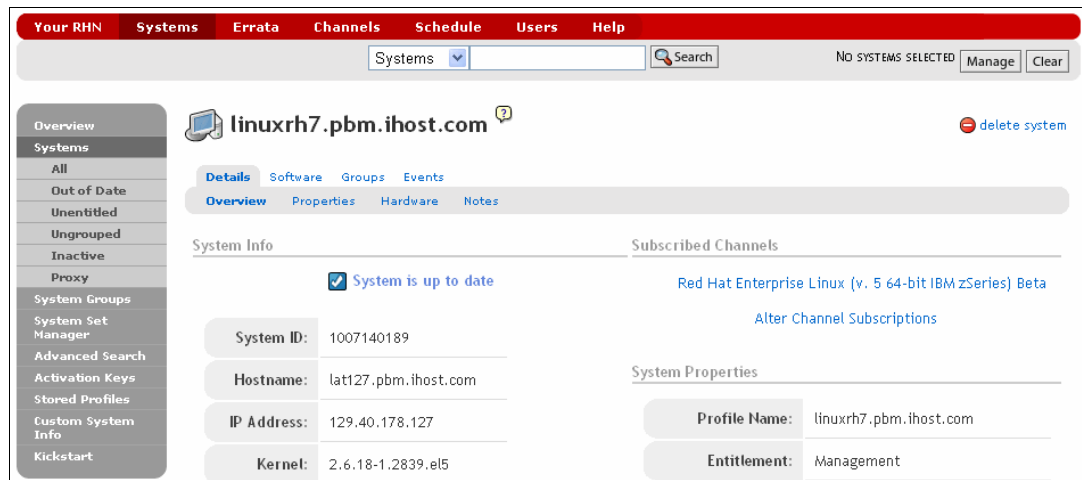 Your RHN Systems Errata Channels Schedule Users Help
Systems Search NO SYSTEMS SELECTED Manage Clear
Overview
Systems
All
Out of Date
Unentitled
Ungrouped
Inactive
Proxy
System Groups
System Set
Manager
Advanced Search
Activation Keys
Stored Profiles
Custom System
Info
Kickstart
linuxrh7.pbm.ihost.com ?
delete system
Details Software Groups Events
Overview Properties Hardware Notes
System Info
System is up to date
System ID: 1007140189
Hostname: lat127.pbm.ihost.com
IP Address: 129.40.178.127
Kernel: 2.6.18-1.2839.el5
Subscribed Channels
Red Hat Enterprise Linux (v. 5 64-bit IBM zSeries) Beta
Alter Channel Subscriptions
System Properties
Profile Name: linuxrh7.pbm.ihost.com
Entitlement: Management